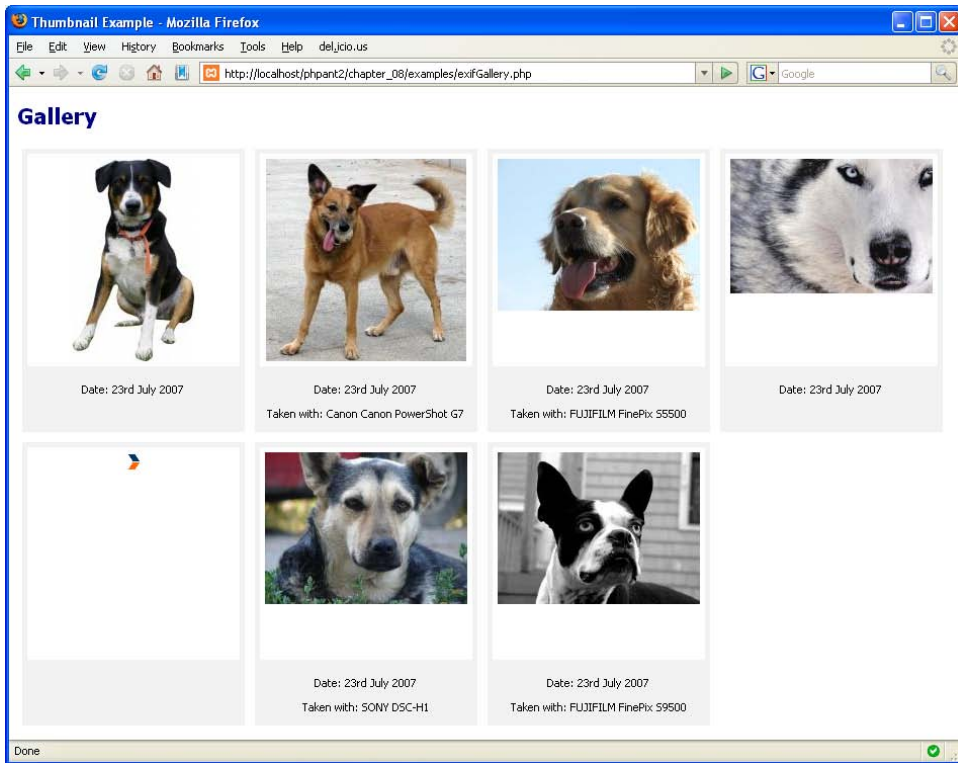 Thumbnail Example - Mozilla Firefox
File Edit View History Bookmarks Tools Help del.icio.us
http://localhost/phpant2/chapter_08/examples/exifGallery.php
G Google
Gallery
Date: 23rd July 2007
Date: 23rd July 2007
Taken with: Canon Canon PowerShot G7
Date: 23rd July 2007
Taken with: FUJIFILM FinePix S5500
Date: 23rd July 2007
Date: 23rd July 2007
Taken with: SONY DSC-H1
Date: 23rd July 2007
Taken with: FUJIFILM FinePix S9500
Done